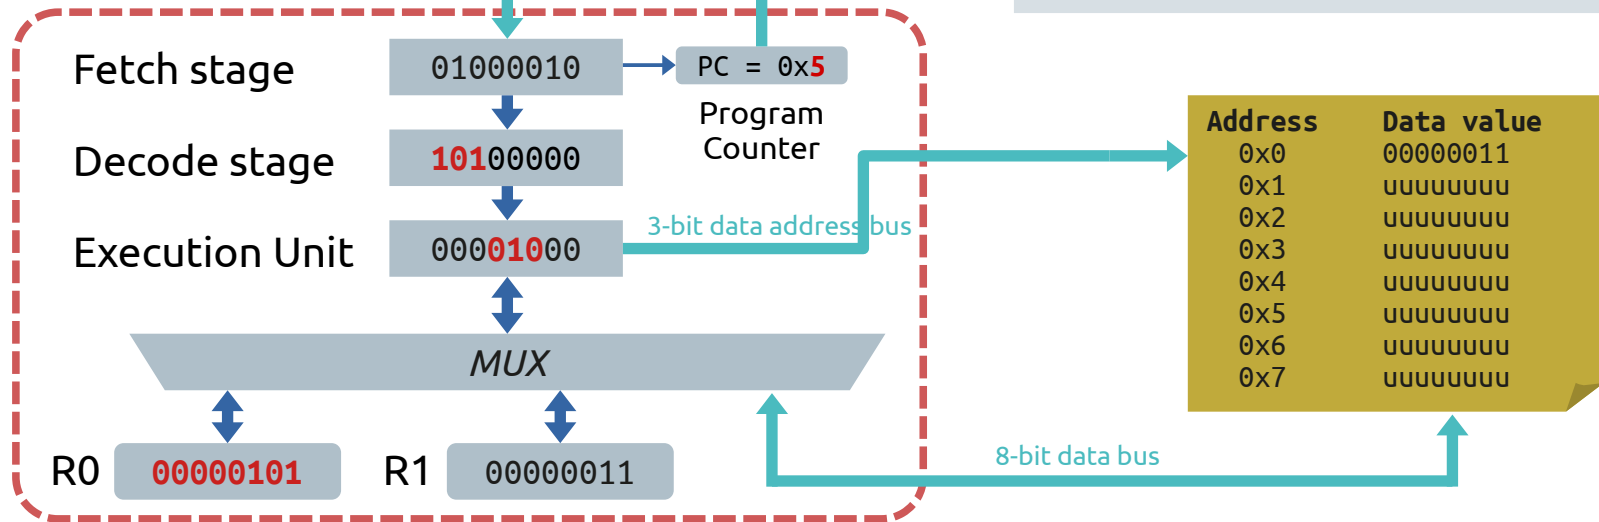 Fetch stage
01000010
PC = 0x5
Program
Counter
Decode stage
10100000
3-bit data address bus
Execution Unit
00001000
MUX
R0
00000101
R1
00000011
8-bit data bus
Address Data value
0x0 00000011
0x1 uuuuuuuu
0x2 uuuuuuuu
0x3 uuuuuuuu
0x4 uuuuuuuu
0x5 uuuuuuuu
0x6 uuuuuuuu
0x7 uuuuuuuu